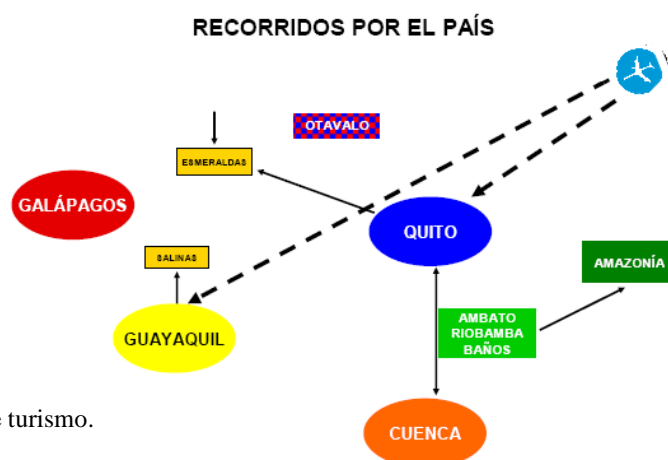 RECORRIDOS POR EL PAÍS
OTAVALO
ESMERALDAS
GALÁPAGOS
QUITO
SALINAS
AMAZONÍA
AMBATO
RIOBAMBA
BAÑOS
GUAYAQUIL
turismo.
CUENCA